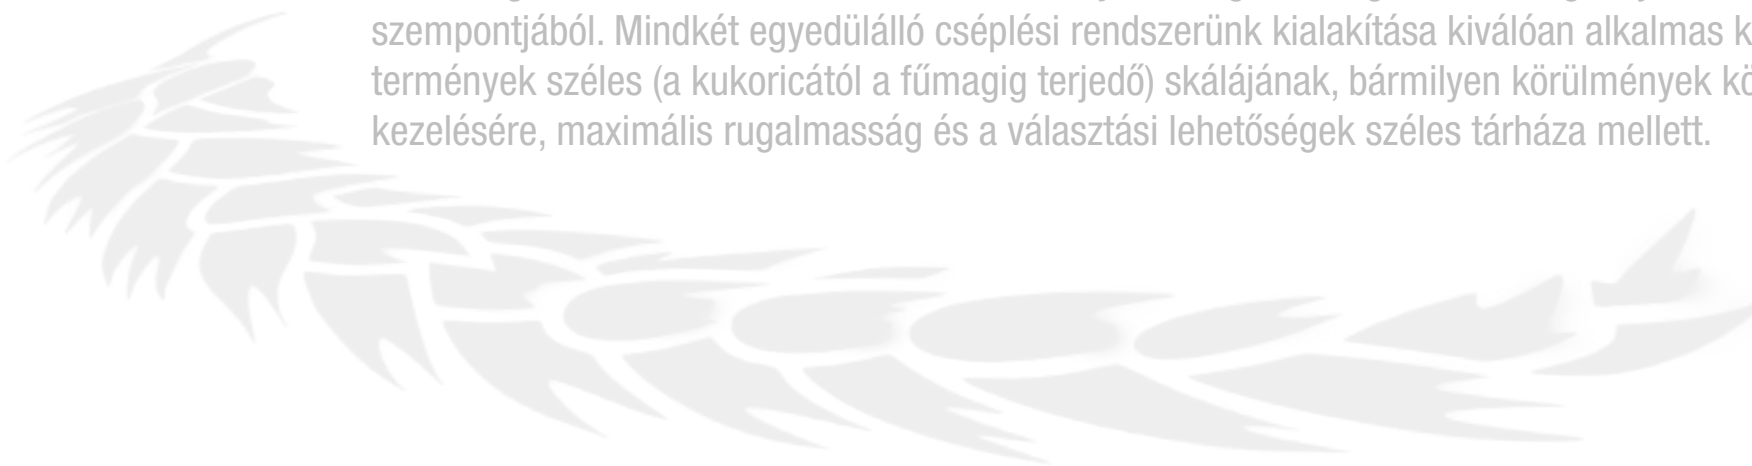 szempontjából. Mindkét egyedülálló cséplési rendszerünk kialakítása kiválóan alkalmas
termények széles (a kukoricától a fűmagig terjedő) skálájának, bármilyen körülmények
kezelésére, maximális rugalmasság és a választási lehetőségek széles tárháza mellett.